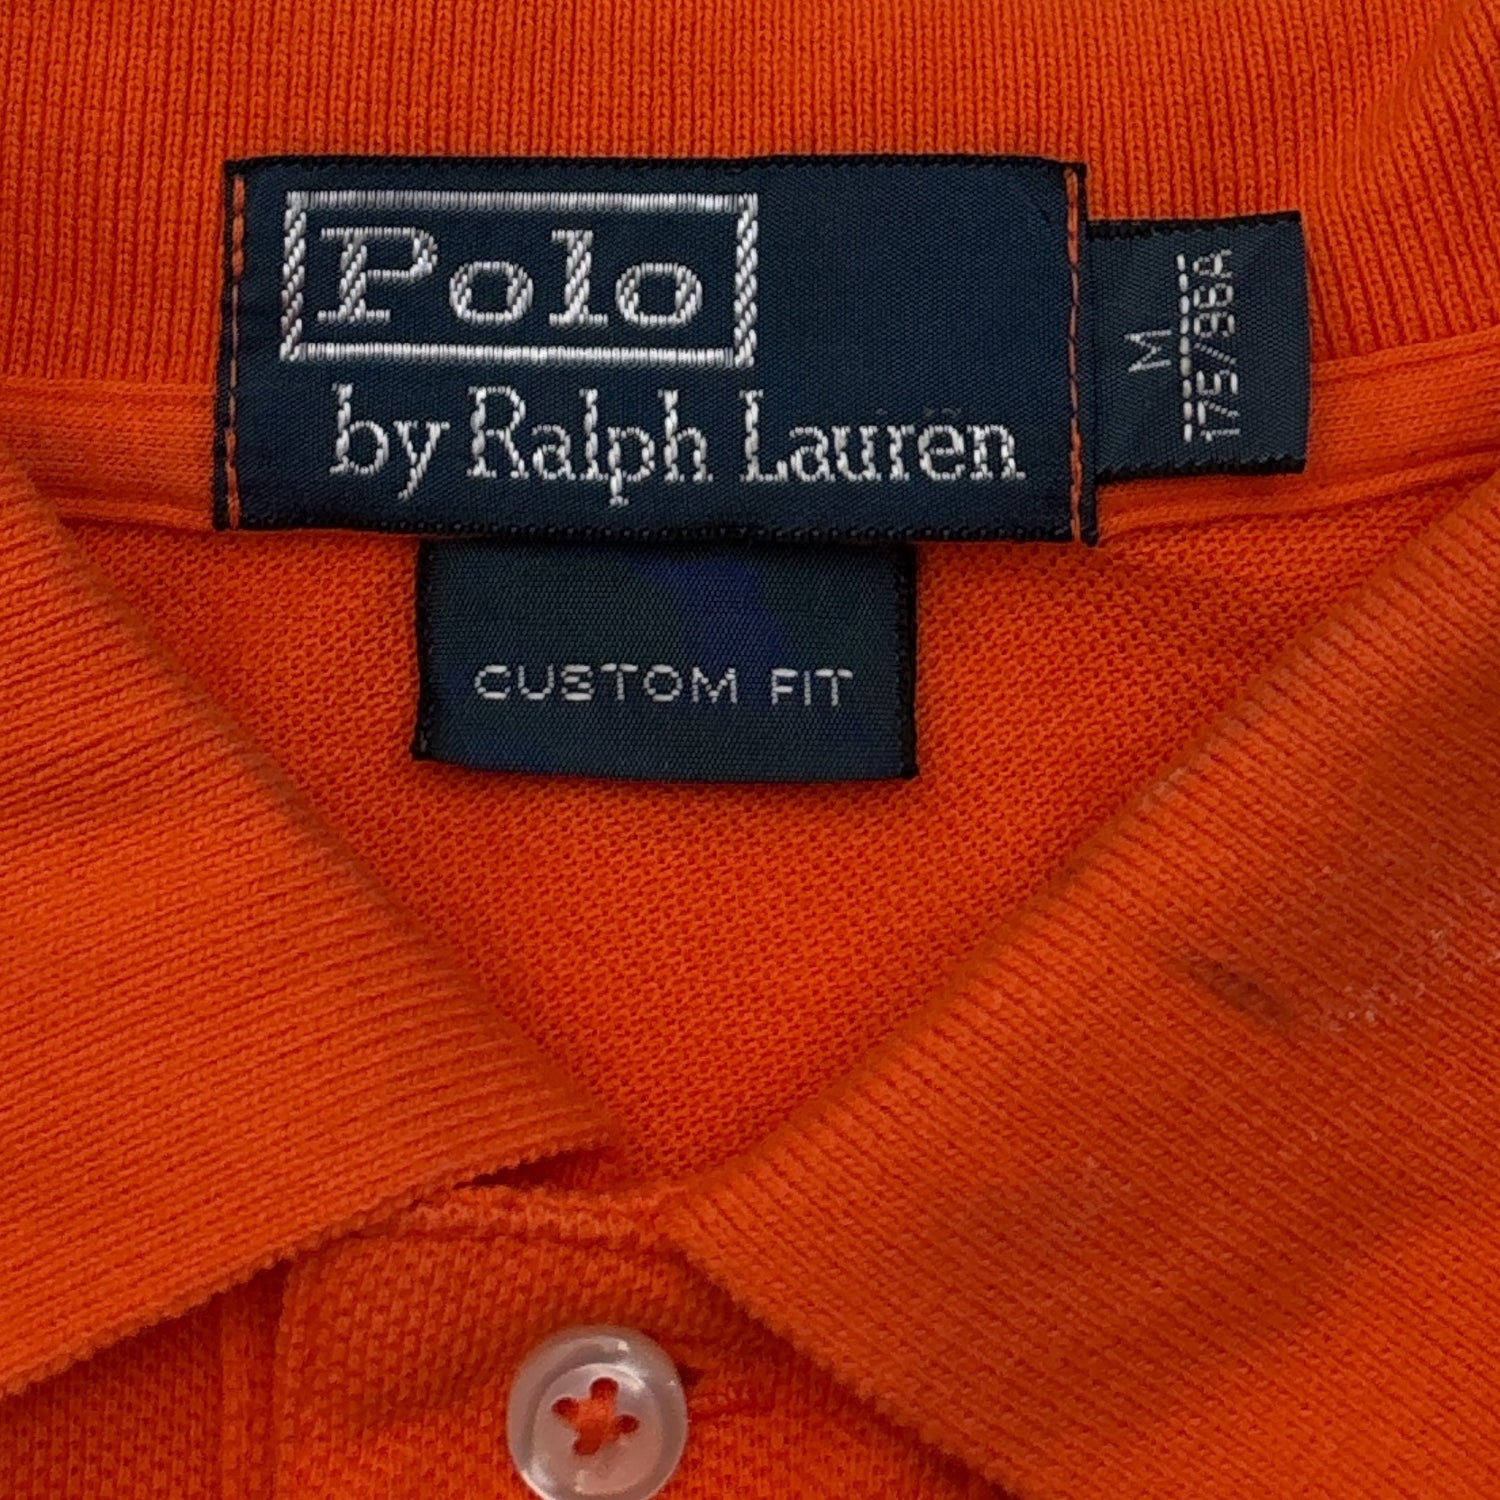 Polo
by Ralph Lauren
M
175/96A
CUSTOM FIT